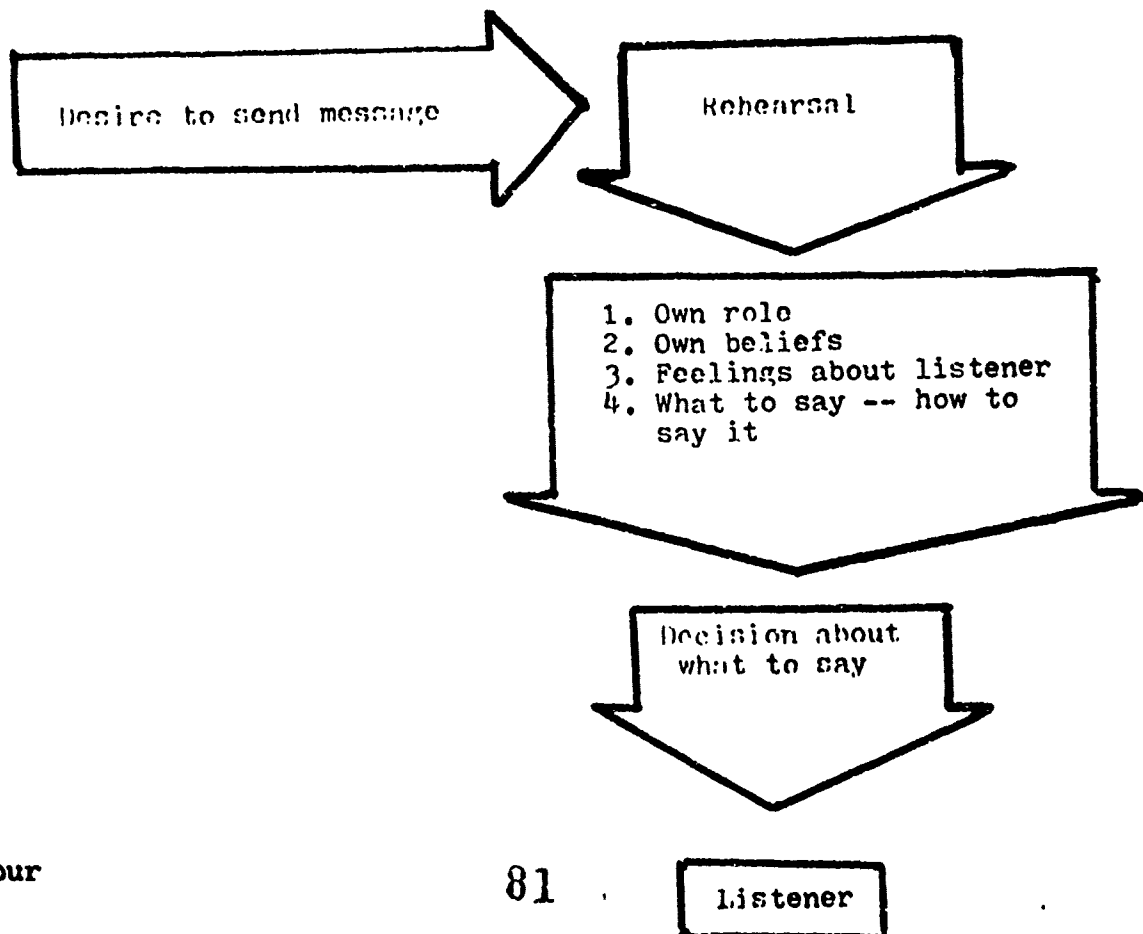 Desire to send message
Rehearsal
1. Own role
2. Own beliefs
3. Feelings about listener
4. What to say -- how to
say it
Decision about
what to say
our
81
Listener